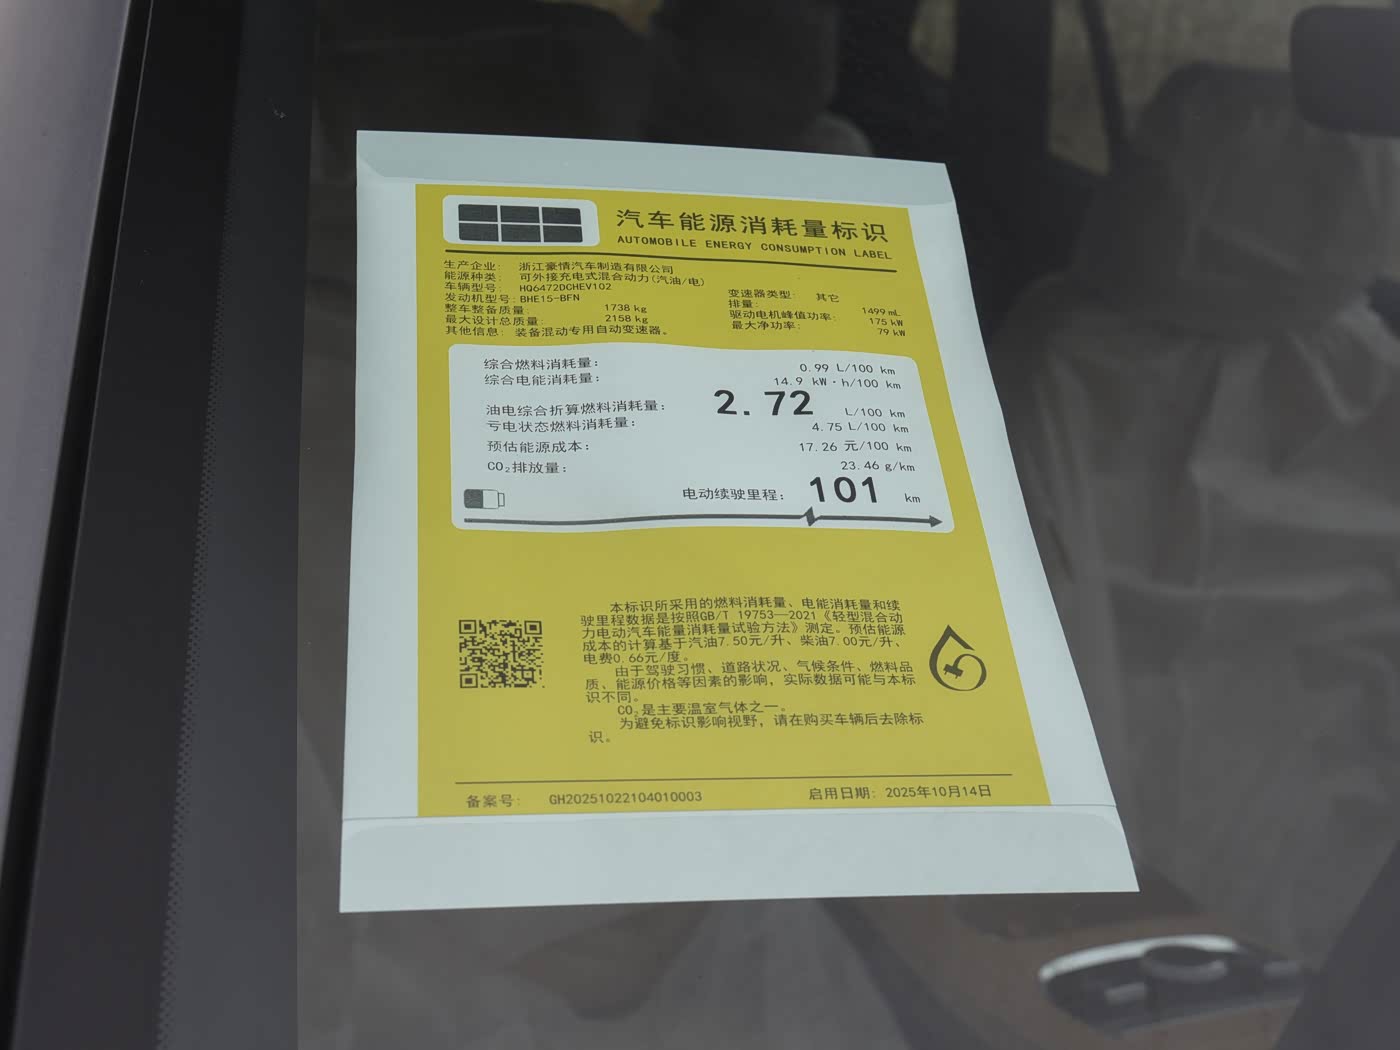 汽车能源消耗量标识
AUTOMOBILE ENERGY CONSUMPTION LABEL
生产企业: 浙江豪情汽车制造有限公司
能源种类: 可外接充电式混合动力(汽油/电)
车辆型号: HQ6472DCHEV102
发动机型号: BHE15-BFN
整车整备质量: 1738 kg
最大设计总质量: 2158 kg
其他信息: 装备混动专用自动变速器。
变速器类型: 其它
排量: 1499 mL
驱动电机峰值功率: 175 kW
最大净功率: 79 kW
综合燃料消耗量: 0.99 L/100 km
综合电能消耗量: 14.9 kW·h/100 km
油电综合折算燃料消耗量: 2.72 L/100 km
亏电状态燃料消耗量: 4.75 L/100 km
预估能源成本: 17.26 元/100 km
CO₂排放量: 23.46 g/km
电动续驶里程: 101 km
本标识所采用的燃料消耗量、电能消耗量和续
驶里程数据是按照GB/T 19753—2021《轻型混合动
力电动汽车能量消耗量试验方法》测定。预估能源
成本的计算基于汽油7.50元/升、柴油7.00元/升、
电费0.66元/度。
由于驾驶习惯、道路状况、气候条件、燃料品
质、能源价格等因素的影响，实际数据可能与本标
识不同。
CO₂是主要温室气体之一。
为避免标识影响视野，请在购买车辆后去除标
识。
备案号: GH20251022104010003
启用日期: 2025年10月14日